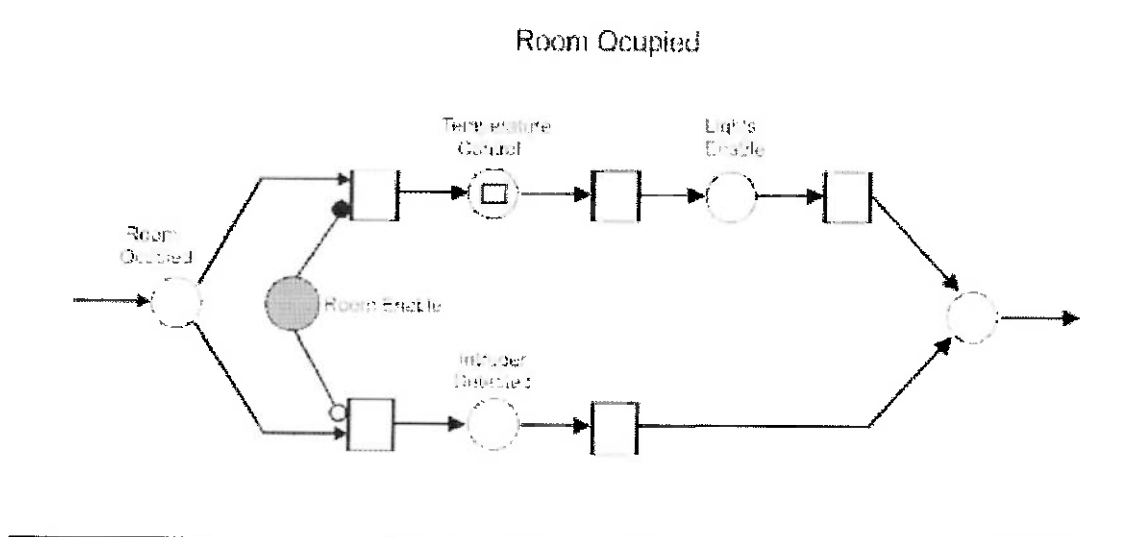 Room Ocupied
Temperature
Control
Lights
Enable
Room
Ocupied
Room Enable
Intruder
Detected